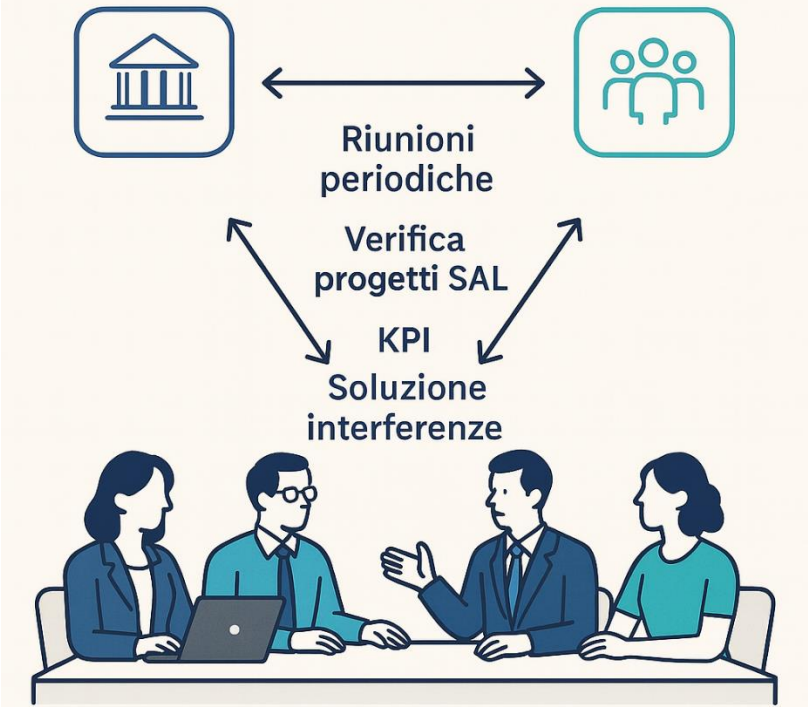 Riunioni
periodiche
Verifica
progetti SAL
KPI
Soluzione
interferenze